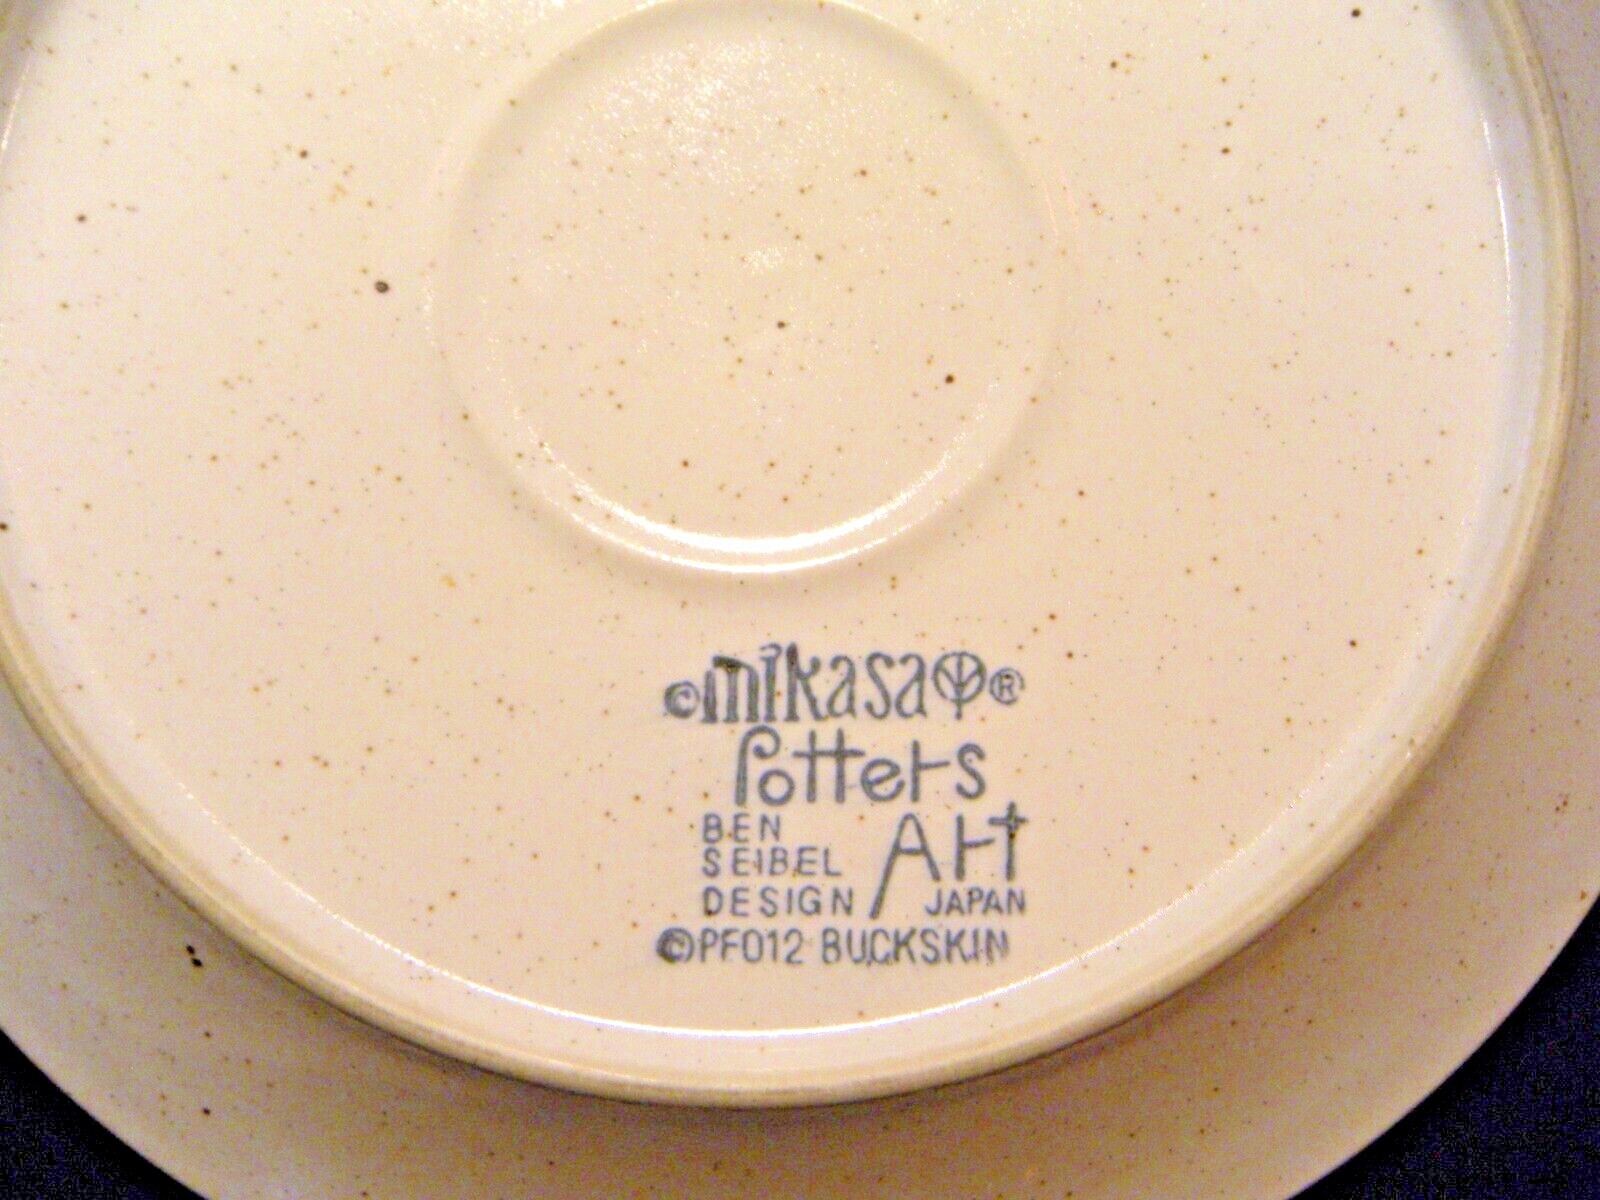 ©mikasa®
Potters
BEN
SEIBEL
DESIGN
Art
JAPAN
©PF012 BUCKSKIN